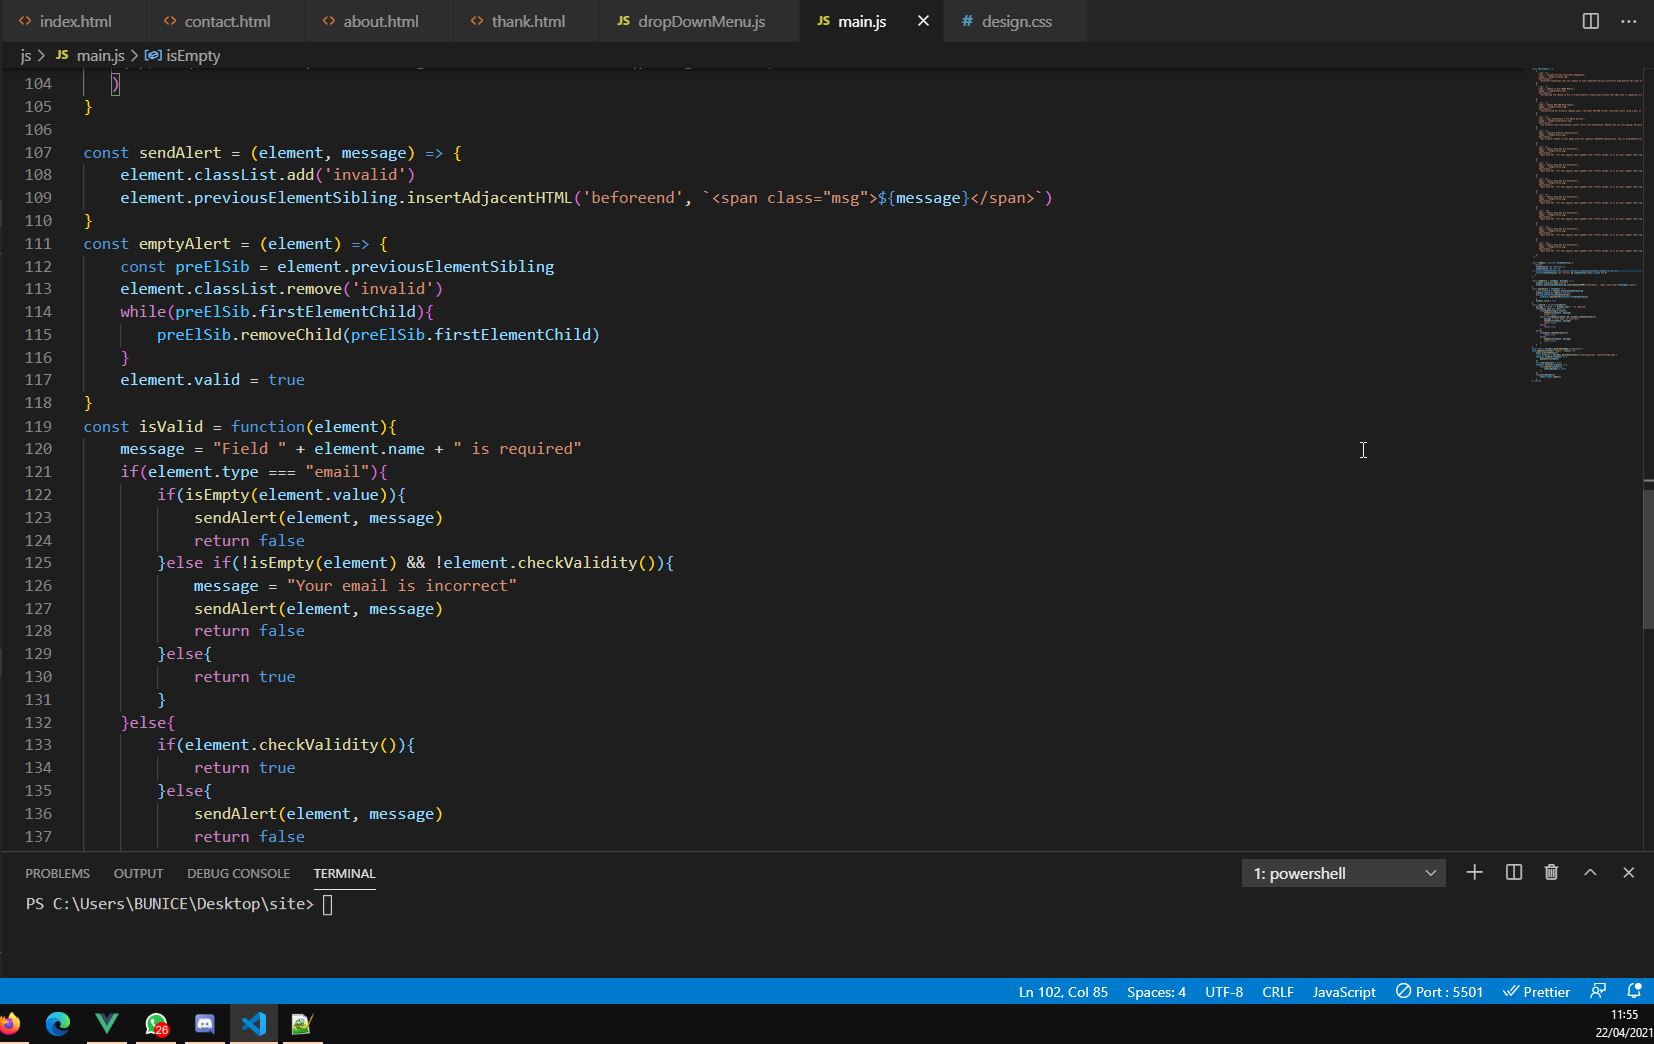 index.html contact.html about.html thank.html JS dropDownMenu.js JS main.js # design.css
js > JS main.js > isEmpty
104 )
105 }
106
107 const sendAlert = (element, message) => {
108 element.classList.add('invalid')
109 element.previousElementSibling.insertAdjacentHTML('beforeend', `<span class="msg">${message}</span>`)
110 }
111 const emptyAlert = (element) => {
112 const preElSib = element.previousElementSibling
113 element.classList.remove('invalid')
114 while(preElSib.firstElementChild){
115 preElSib.removeChild(preElSib.firstElementChild)
116 }
117 element.valid = true
118 }
119 const isValid = function(element){
120 message = "Field " + element.name + " is required"
121 if(element.type === "email"){
122 if(isEmpty(element.value)){
123 sendAlert(element, message)
124 return false
125 }else if(!isEmpty(element) && !element.checkValidity()){
126 message = "Your email is incorrect"
127 sendAlert(element, message)
128 return false
129 }else{
130 return true
131 }
132 }else{
133 if(element.checkValidity()){
134 return true
135 }else{
136 sendAlert(element, message)
137 return false
PROBLEMS OUTPUT DEBUG CONSOLE TERMINAL 1: powershell
PS C:\Users\BUNICE\Desktop\site>
Ln 102, Col 85 Spaces: 4 UTF-8 CRLF JavaScript Port : 5501 Prettier
26
11:55
22/04/2021